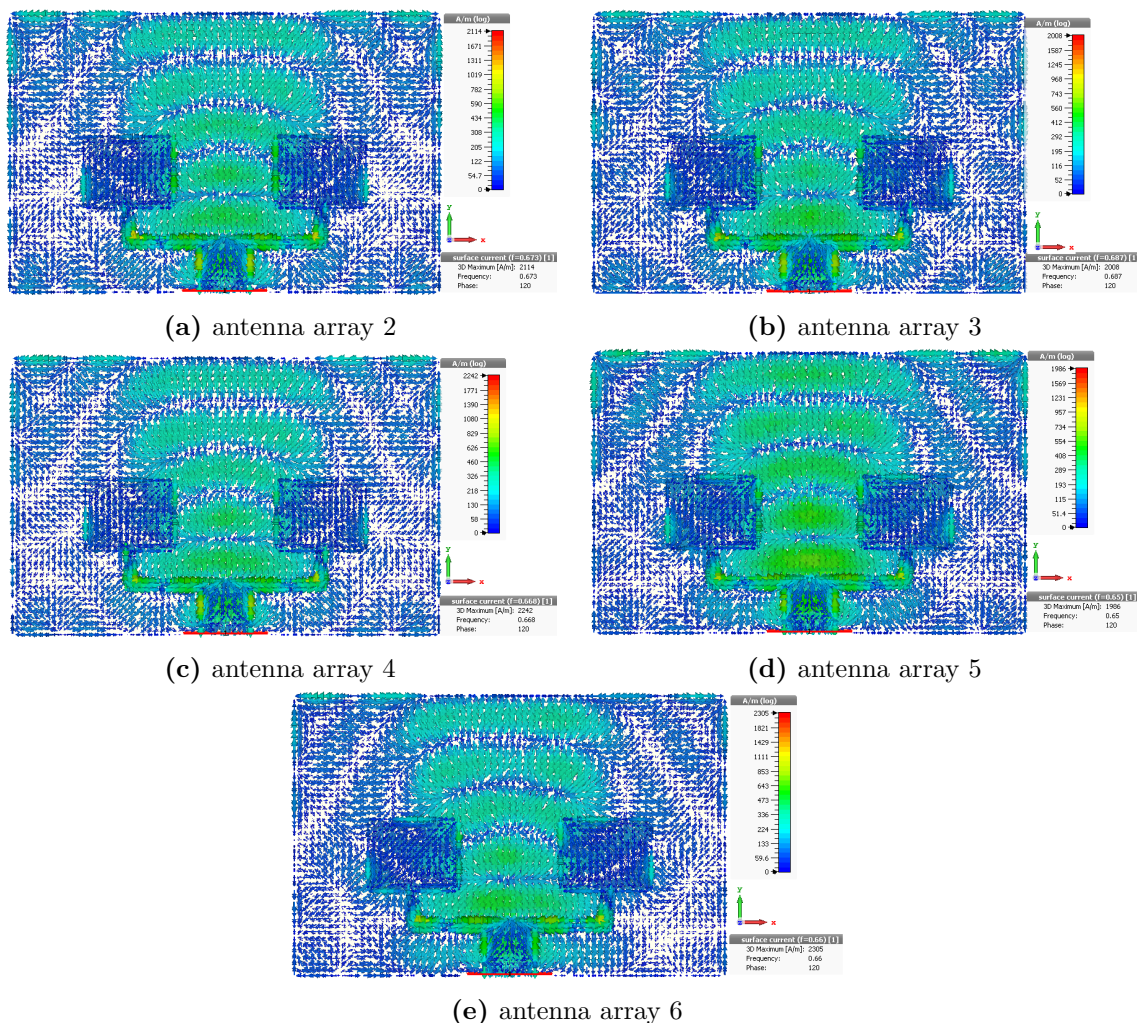 A/m (log)
2114
1671
1311
1019
782
590
434
308
205
122
54.7
0
y
x
surface current (f=0.673) [1]
3D Maximum [A/m]: 2114
Frequency: 0.673
Phase: 120
(a) antenna array 2
A/m (log)
2008
1587
1245
967
743
560
412
292
195
116
52
0
y
x
surface current (f=0.687) [1]
3D Maximum [A/m]: 2008
Frequency: 0.687
Phase: 120
(b) antenna array 3
A/m (log)
2242
1771
1390
1080
829
626
460
326
218
130
58
0
y
x
surface current (f=0.668) [1]
3D Maximum [A/m]: 2242
Frequency: 0.668
Phase: 120
(c) antenna array 4
A/m (log)
1986
1569
1231
957
734
554
408
289
193
115
51.4
0
y
x
surface current (f=0.65) [1]
3D Maximum [A/m]: 1986
Frequency: 0.65
Phase: 120
(d) antenna array 5
A/m (log)
2305
1821
1429
1111
853
643
473
336
224
133
59.6
0
y
x
surface current (f=0.66) [1]
3D Maximum [A/m]: 2305
Frequency: 0.66
Phase: 120
(e) antenna array 6